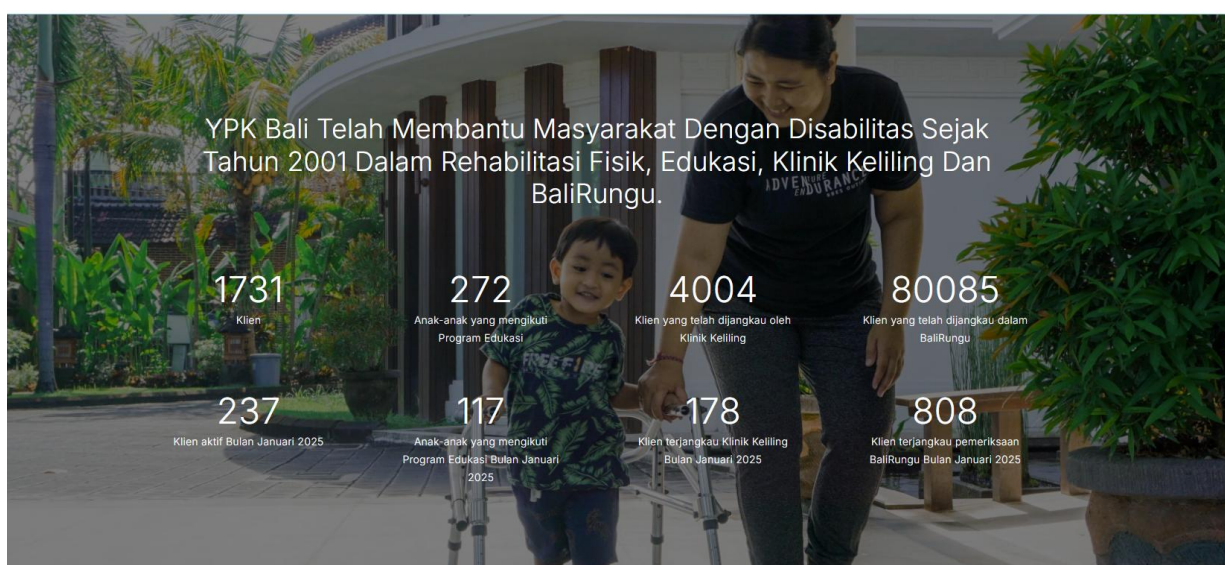 YPK Bali Telah Membantu Masyarakat Dengan Disabilitas Sejak
Tahun 2001 Dalam Rehabilitasi Fisik, Edukasi, Klinik Keliling Dan
BaliRungu.
ADVENTURE
ENDURANCE
1731
Klien
272
Anak-anak yang mengikuti
Program Edukasi
4004
Klien yang telah dijangkau oleh
Klinik Keliling
80085
Klien yang telah dijangkau dalam
BaliRungu
FREEFIRE
237
Klien aktif Bulan Januari 2025
117
Anak-anak yang mengikuti
Program Edukasi Bulan Januari
2025
178
Klien terjangkau Klinik Keliling
Bulan Januari 2025
808
Klien terjangkau pemeriksaan
BaliRungu Bulan Januari 2025